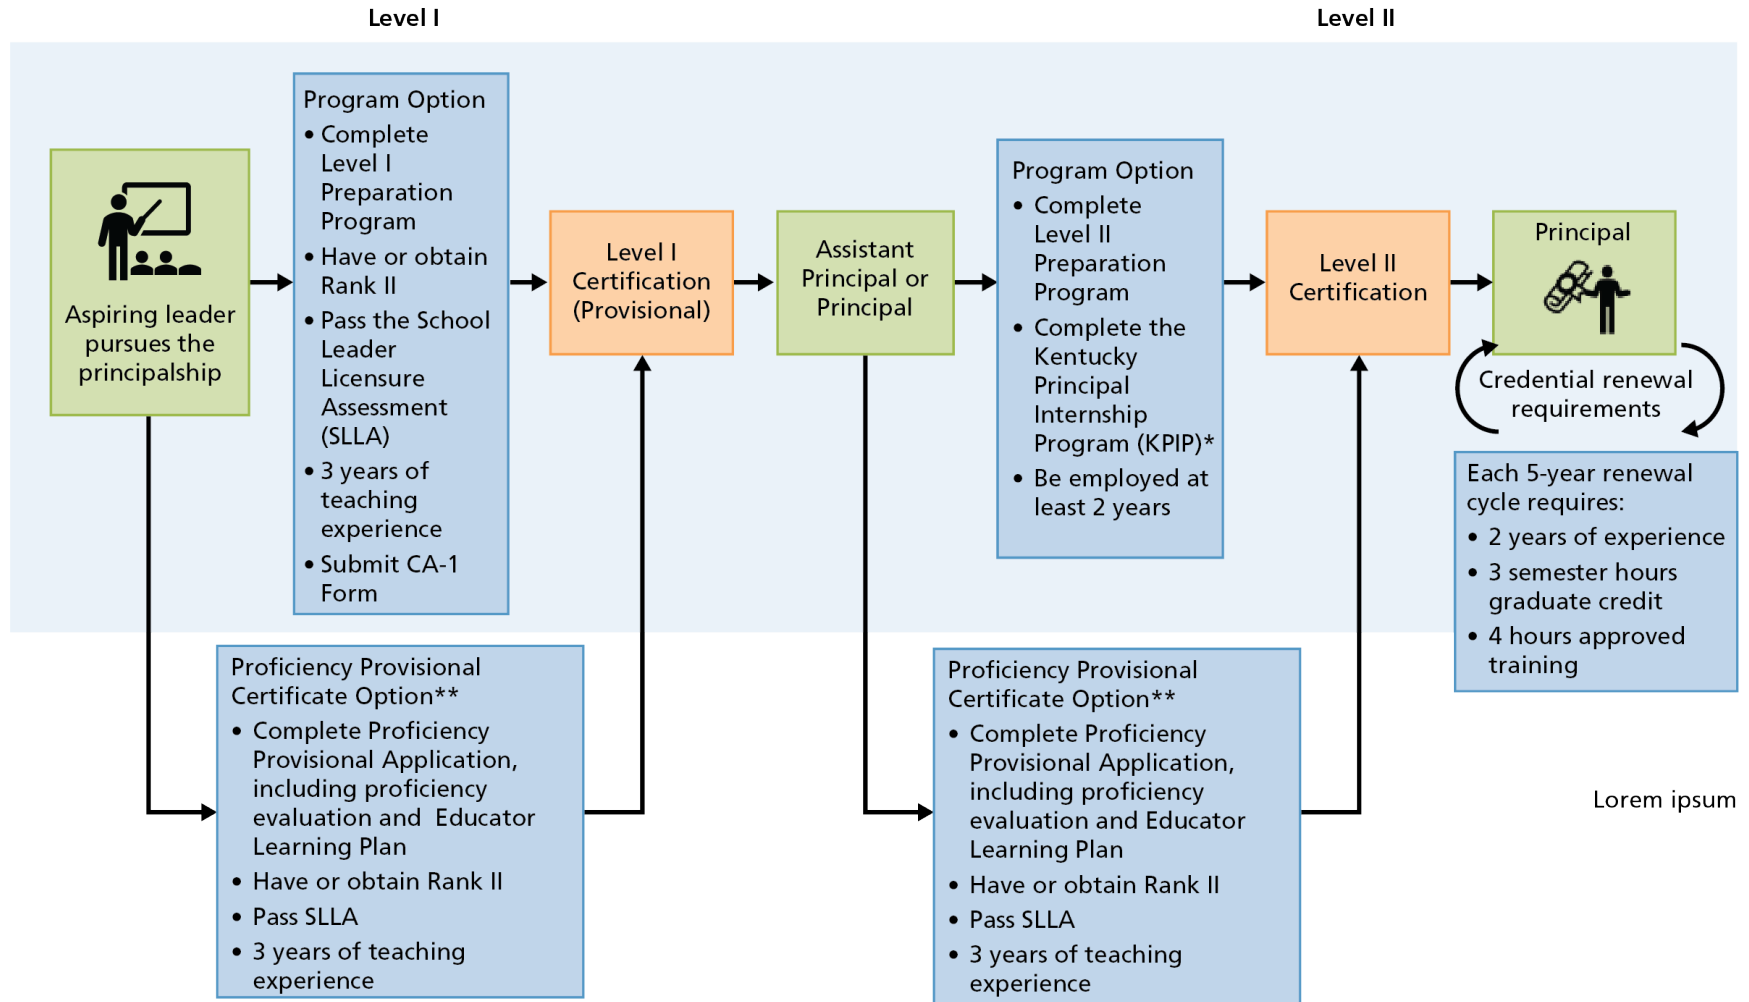 Level I
Level II
Aspiring leader
pursues the
principalship
Program Option
• Complete
Level I
Preparation
Program
• Have or obtain
Rank II
• Pass the School
Leader
Licensure
Assessment
(SLLA)
• 3 years of
teaching
experience
• Submit CA-1
Form
Level I
Certification
(Provisional)
Assistant
Principal or
Principal
Program Option
• Complete
Level II
Preparation
Program
• Complete the
Kentucky
Principal
Internship
Program (KPIP)*
• Be employed at
least 2 years
Level II
Certification
Principal
Credential renewal
requirements
Each 5-year renewal
cycle requires:
• 2 years of experience
• 3 semester hours
graduate credit
• 4 hours approved
training
Proficiency Provisional
Certificate Option**
• Complete Proficiency
Provisional Application,
including proficiency
evaluation and Educator
Learning Plan
• Have or obtain Rank II
• Pass SLLA
• 3 years of teaching
experience
Proficiency Provisional
Certificate Option**
• Complete Proficiency
Provisional Application,
including proficiency
evaluation and Educator
Learning Plan
• Have or obtain Rank II
• Pass SLLA
• 3 years of teaching
experience
Lorem ipsum